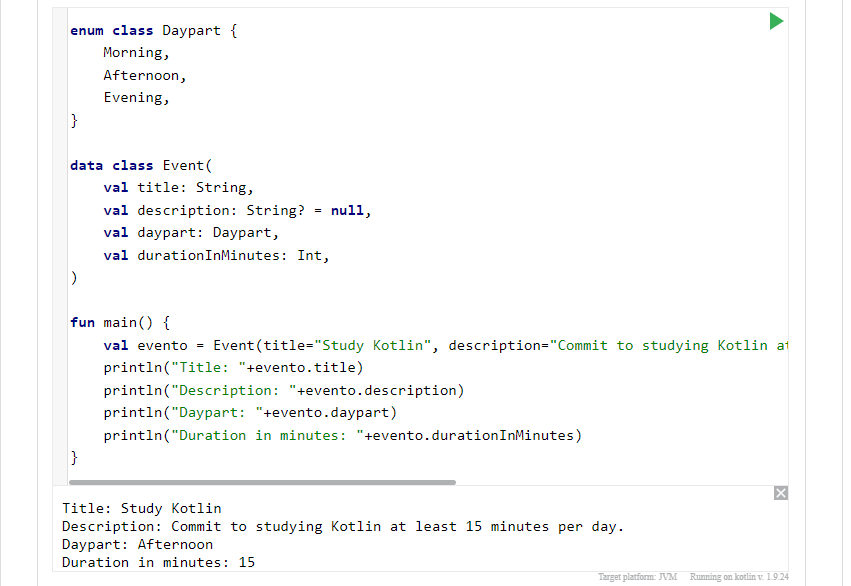 enum class Daypart {
    Morning,
    Afternoon,
    Evening,
}
data class Event(
    val title: String,
    val description: String? = null,
    val daypart: Daypart,
    val durationInMinutes: Int,
)
fun main() {
    val evento = Event(title="Study Kotlin", description="Commit to studying Kotlin at
    println("Title: "+evento.title)
    println("Description: "+evento.description)
    println("Daypart: "+evento.daypart)
    println("Duration in minutes: "+evento.durationInMinutes)
}
Title: Study Kotlin
Description: Commit to studying Kotlin at least 15 minutes per day.
Daypart: Afternoon
Duration in minutes: 15
Target platform: JVM Running on kotlin v. 1.9.24